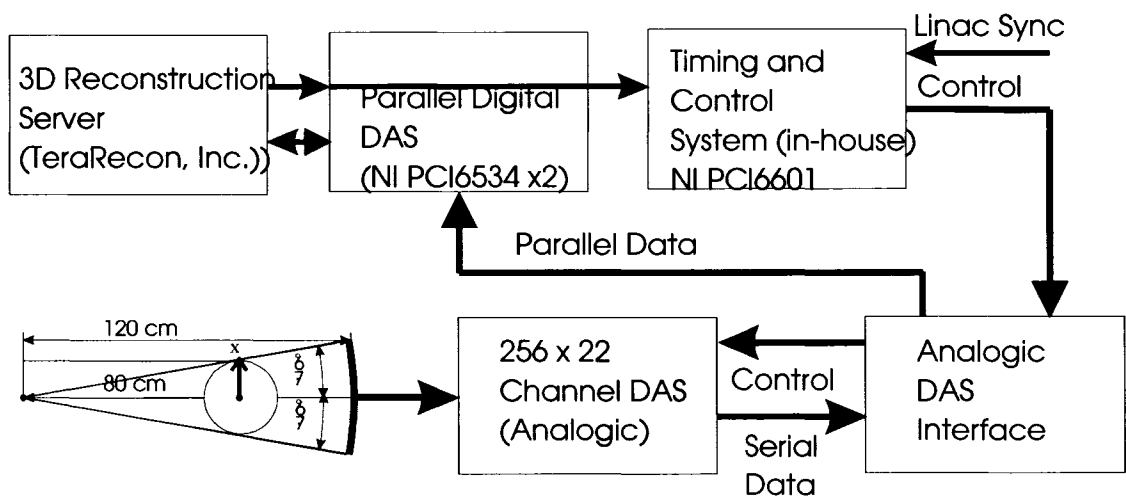 Linac Sync
3D Reconstruction
Server
(TeraRecon, Inc.))
Parallel Digital
DAS
(NI PCI6534 x2)
Timing and
Control
System (in-house)
NI PCI6601
Control
Parallel Data
120 cm
x
80 cm
256 x 22
Channel DAS
(Analogic)
Control
Serial
Data
Analogic
DAS
Interface